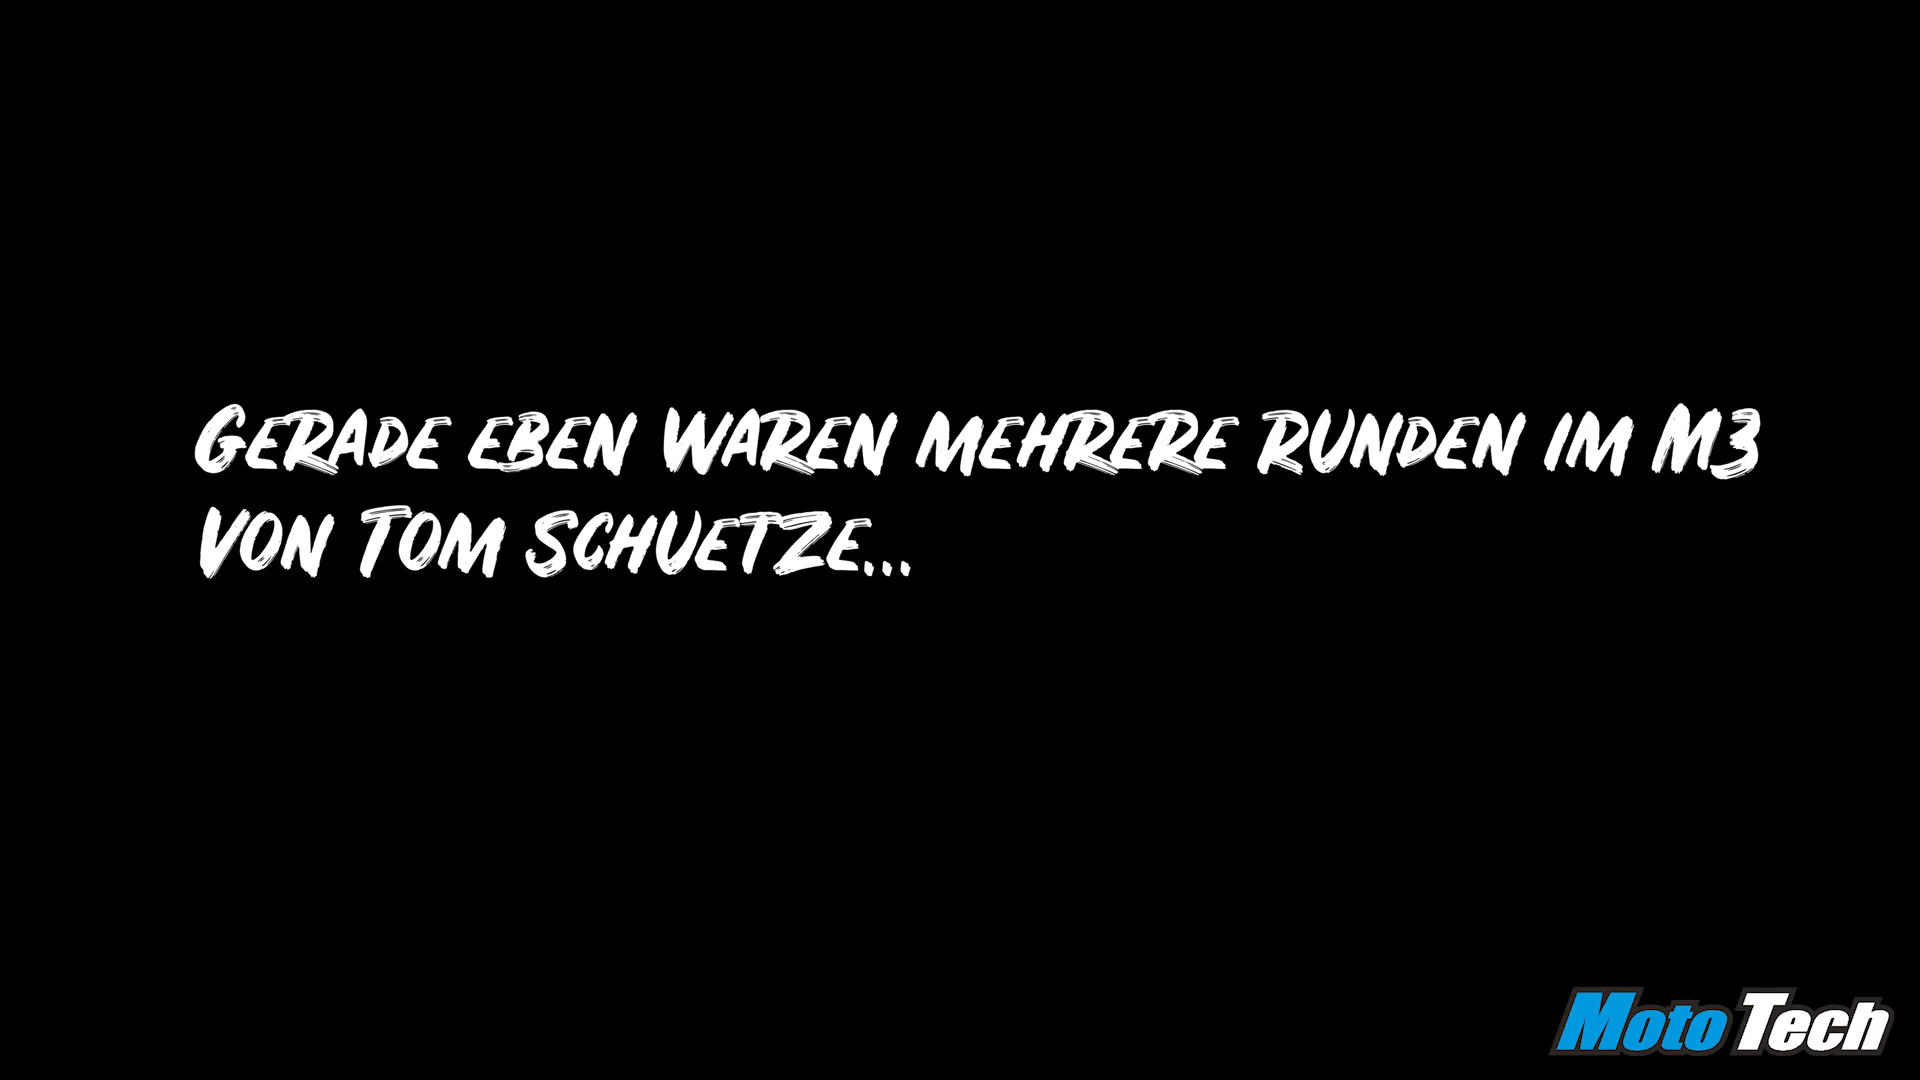 Gerade eben waren mehrere Runden im M3
von Tom Schuetze...
Moto Tech